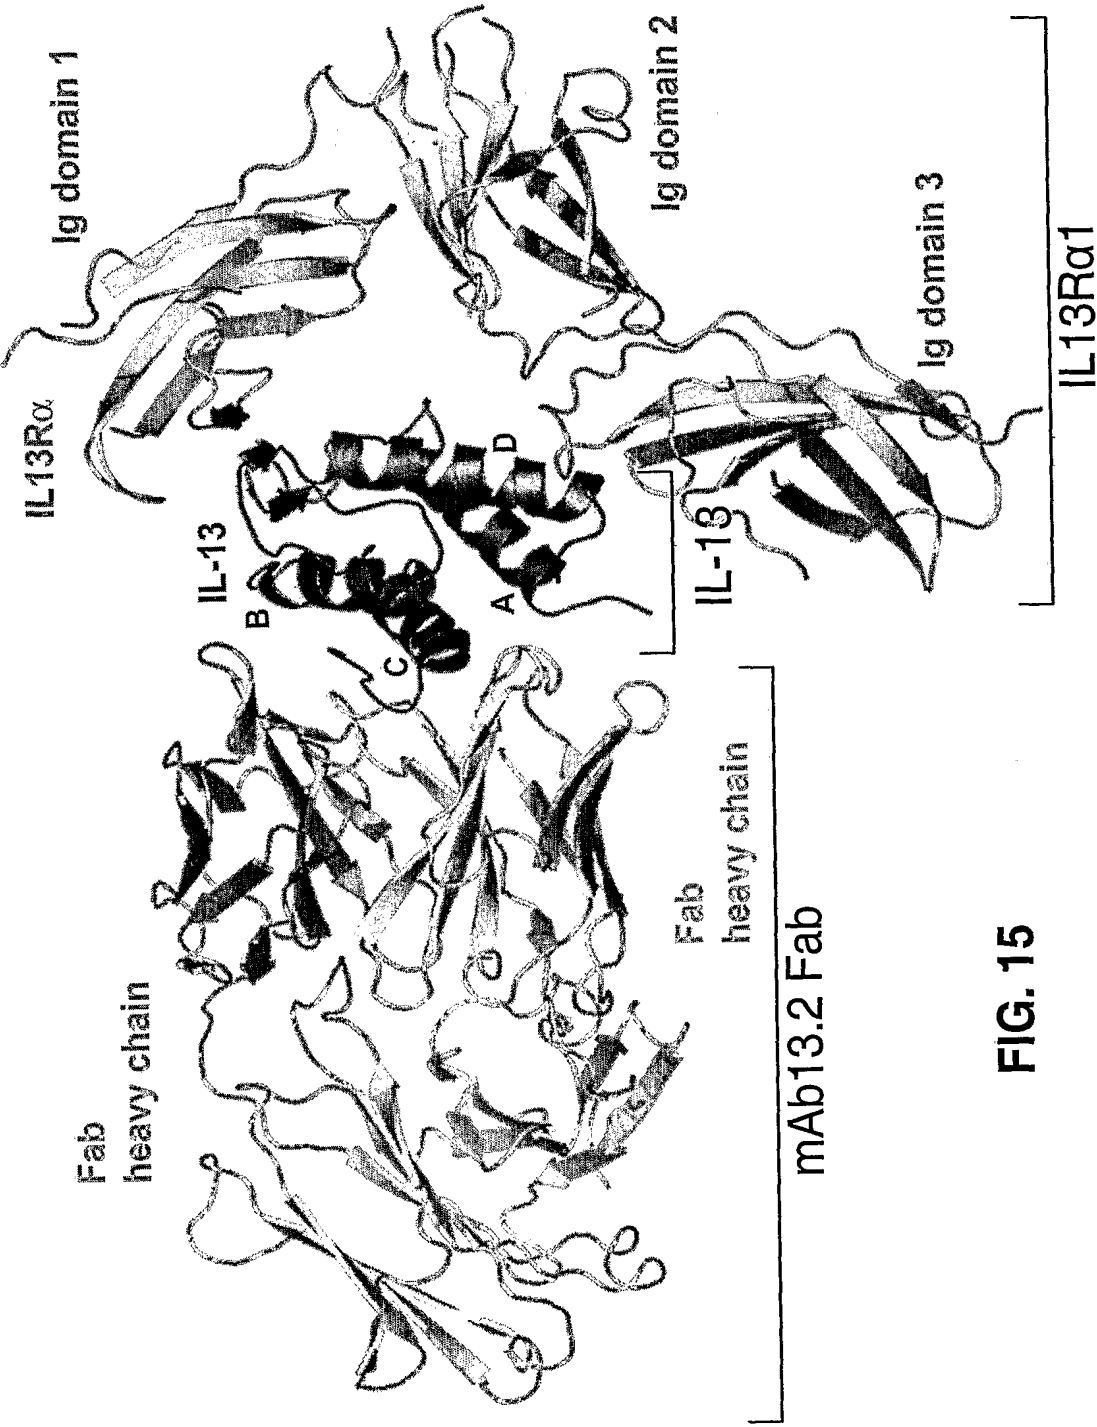 Fab
heavy chain
IL-13
IL13Rα
Ig domain 1
B
C
A
D
Ig domain 2
Fab
heavy chain
IL-13
Ig domain 3
mAb13.2 Fab
IL13Rα1
FIG. 15